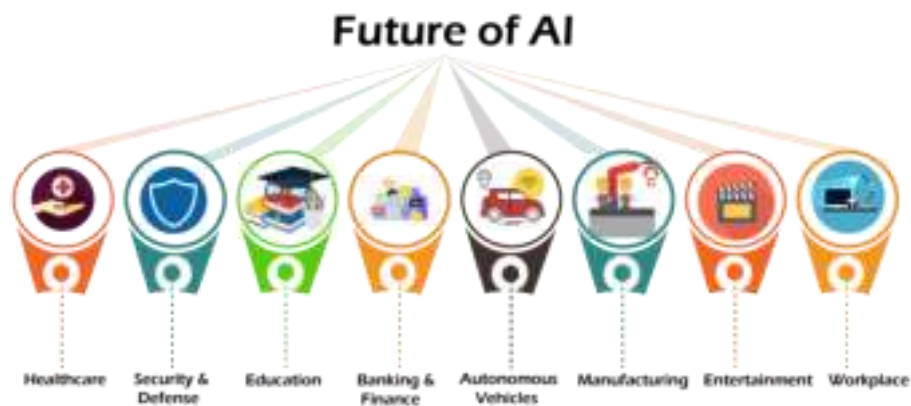 Future of AI
Healthcare
Security &
Defense
Education
Banking &
Finance
Autonomous
Vehicles
Manufacturing
Entertainment
Workplace